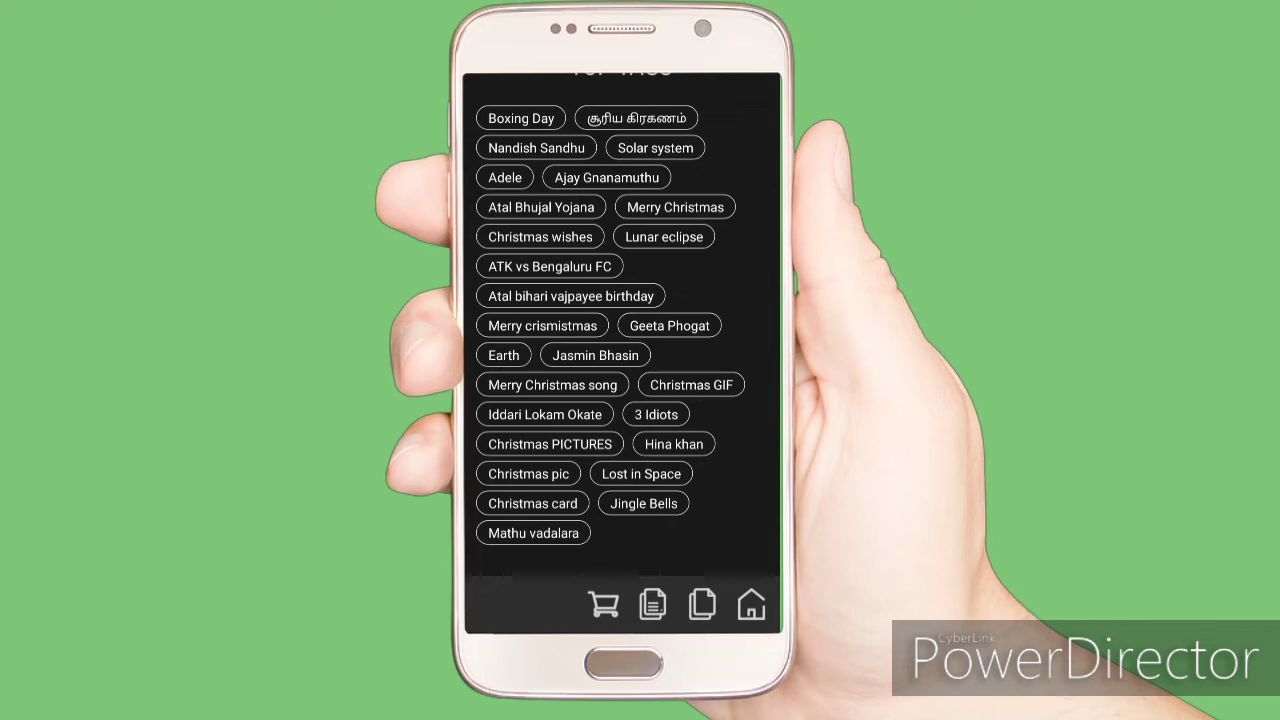 TOP TAGS
Boxing Day சூரிய கிரகணம்
Nandish Sandhu Solar system
Adele Ajay Gnanamuthu
Atal Bhujal Yojana Merry Christmas
Christmas wishes Lunar eclipse
ATK vs Bengaluru FC
Atal bihari vajpayee birthday
Merry crismistmas Geeta Phogat
Earth Jasmin Bhasin
Merry Christmas song Christmas GIF
Iddari Lokam Okate 3 Idiots
Christmas PICTURES Hina khan
Christmas pic Lost in Space
Christmas card Jingle Bells
Mathu vadalara
CyberLink
PowerDirector